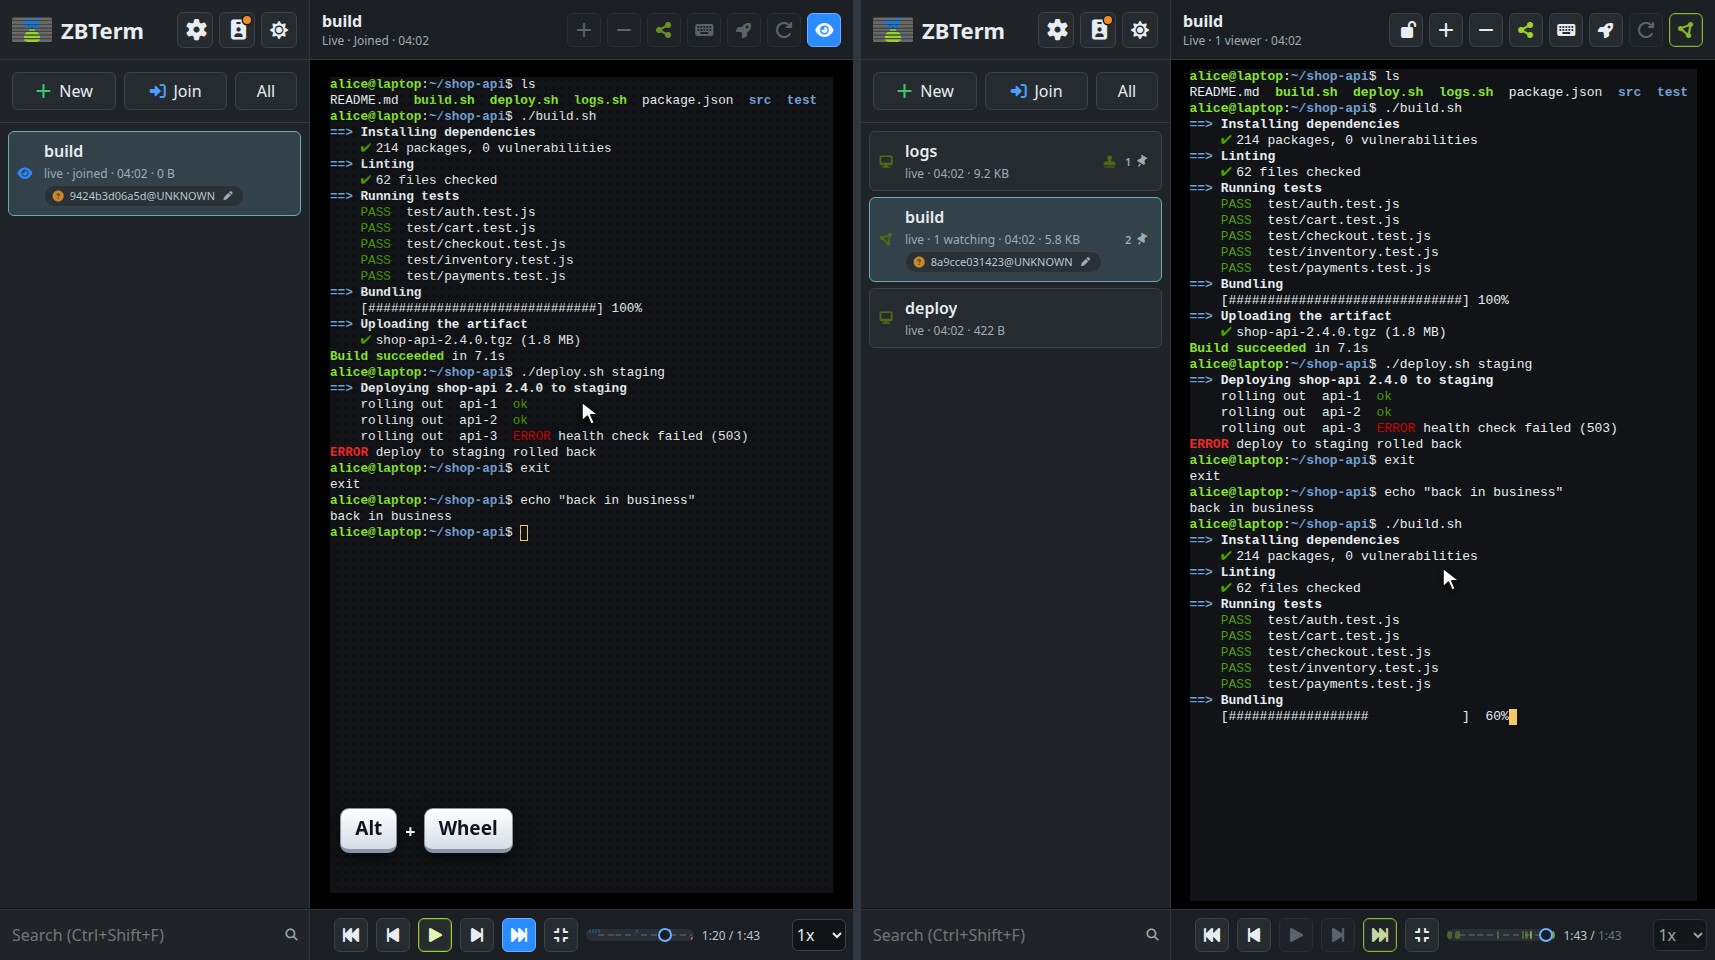 ZBTerm
build
Live · Joined · 04:02
New
Join
All
build
live · joined · 04:02 · 0 B
9424b3d06a5d@UNKNOWN
alice@laptop:~/shop-api$ ls
README.md build.sh deploy.sh logs.sh package.json src test
alice@laptop:~/shop-api$ ./build.sh
==> Installing dependencies
✔ 214 packages, 0 vulnerabilities
==> Linting
✔ 62 files checked
==> Running tests
PASS test/auth.test.js
PASS test/cart.test.js
PASS test/checkout.test.js
PASS test/inventory.test.js
PASS test/payments.test.js
==> Bundling
[##############################] 100%
==> Uploading the artifact
✔ shop-api-2.4.0.tgz (1.8 MB)
Build succeeded in 7.1s
alice@laptop:~/shop-api$ ./deploy.sh staging
==> Deploying shop-api 2.4.0 to staging
rolling out api-1 ok
rolling out api-2 ok
rolling out api-3 ERROR health check failed (503)
ERROR deploy to staging rolled back
alice@laptop:~/shop-api$ exit
exit
alice@laptop:~/shop-api$ echo "back in business"
back in business
alice@laptop:~/shop-api$
Alt + Wheel
Search (Ctrl+Shift+F)
1:20 / 1:43
1x
ZBTerm
build
Live · 1 viewer · 04:02
New
Join
All
logs
live · 04:02 · 9.2 KB
1
build
live · 1 watching · 04:02 · 5.8 KB
2
8a9cce031423@UNKNOWN
deploy
live · 04:02 · 422 B
alice@laptop:~/shop-api$ ls
README.md build.sh deploy.sh logs.sh package.json src test
alice@laptop:~/shop-api$ ./build.sh
==> Installing dependencies
✔ 214 packages, 0 vulnerabilities
==> Linting
✔ 62 files checked
==> Running tests
PASS test/auth.test.js
PASS test/cart.test.js
PASS test/checkout.test.js
PASS test/inventory.test.js
PASS test/payments.test.js
==> Bundling
[##############################] 100%
==> Uploading the artifact
✔ shop-api-2.4.0.tgz (1.8 MB)
Build succeeded in 7.1s
alice@laptop:~/shop-api$ ./deploy.sh staging
==> Deploying shop-api 2.4.0 to staging
rolling out api-1 ok
rolling out api-2 ok
rolling out api-3 ERROR health check failed (503)
ERROR deploy to staging rolled back
alice@laptop:~/shop-api$ exit
exit
alice@laptop:~/shop-api$ echo "back in business"
back in business
alice@laptop:~/shop-api$ ./build.sh
==> Installing dependencies
✔ 214 packages, 0 vulnerabilities
==> Linting
✔ 62 files checked
==> Running tests
PASS test/auth.test.js
PASS test/cart.test.js
PASS test/checkout.test.js
PASS test/inventory.test.js
PASS test/payments.test.js
==> Bundling
[################## ] 60%
Search (Ctrl+Shift+F)
1:43 / 1:43
1x